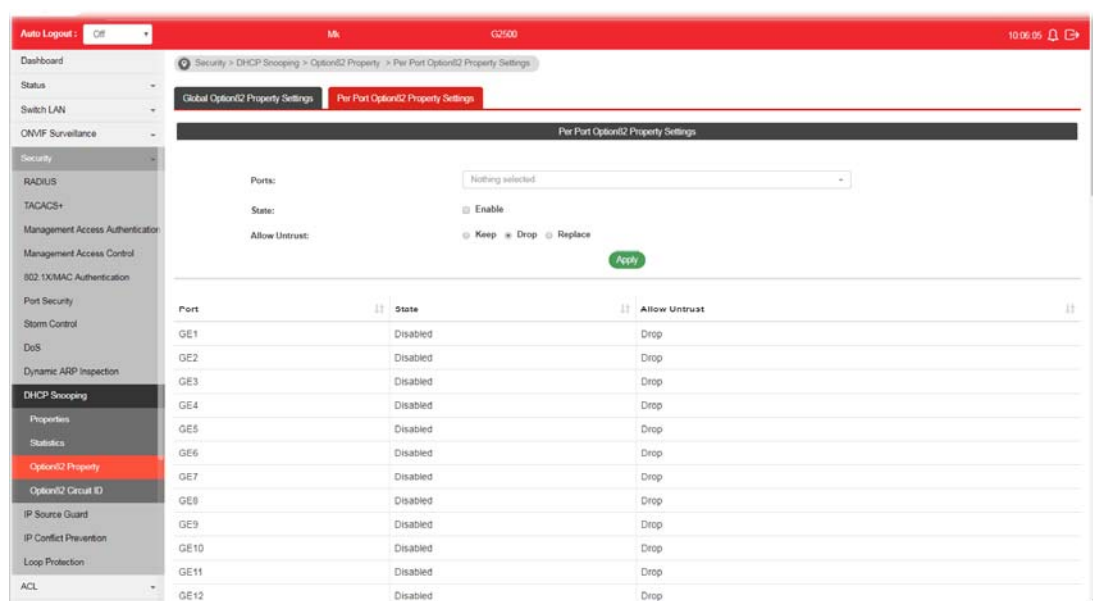 Auto Logout : Off Mk G2500 10:06:05
Dashboard
Status
Switch LAN
ONVIF Surveillance
Security
RADIUS
TACACS+
Management Access Authentication
Management Access Control
802.1X/MAC Authentication
Port Security
Storm Control
DoS
Dynamic ARP Inspection
DHCP Snooping
Properties
Statistics
Option82 Property
Option82 Circuit ID
IP Source Guard
IP Conflict Prevention
Loop Protection
ACL
Security > DHCP Snooping > Option82 Property > Per Port Option82 Property Settings
Global Option82 Property Settings Per Port Option82 Property Settings
Per Port Option82 Property Settings
Ports: Nothing selected
State: Enable
Allow Untrust: Keep Drop Replace
Apply
Port State Allow Untrust
GE1 Disabled Drop
GE2 Disabled Drop
GE3 Disabled Drop
GE4 Disabled Drop
GE5 Disabled Drop
GE6 Disabled Drop
GE7 Disabled Drop
GE8 Disabled Drop
GE9 Disabled Drop
GE10 Disabled Drop
GE11 Disabled Drop
GE12 Disabled Drop